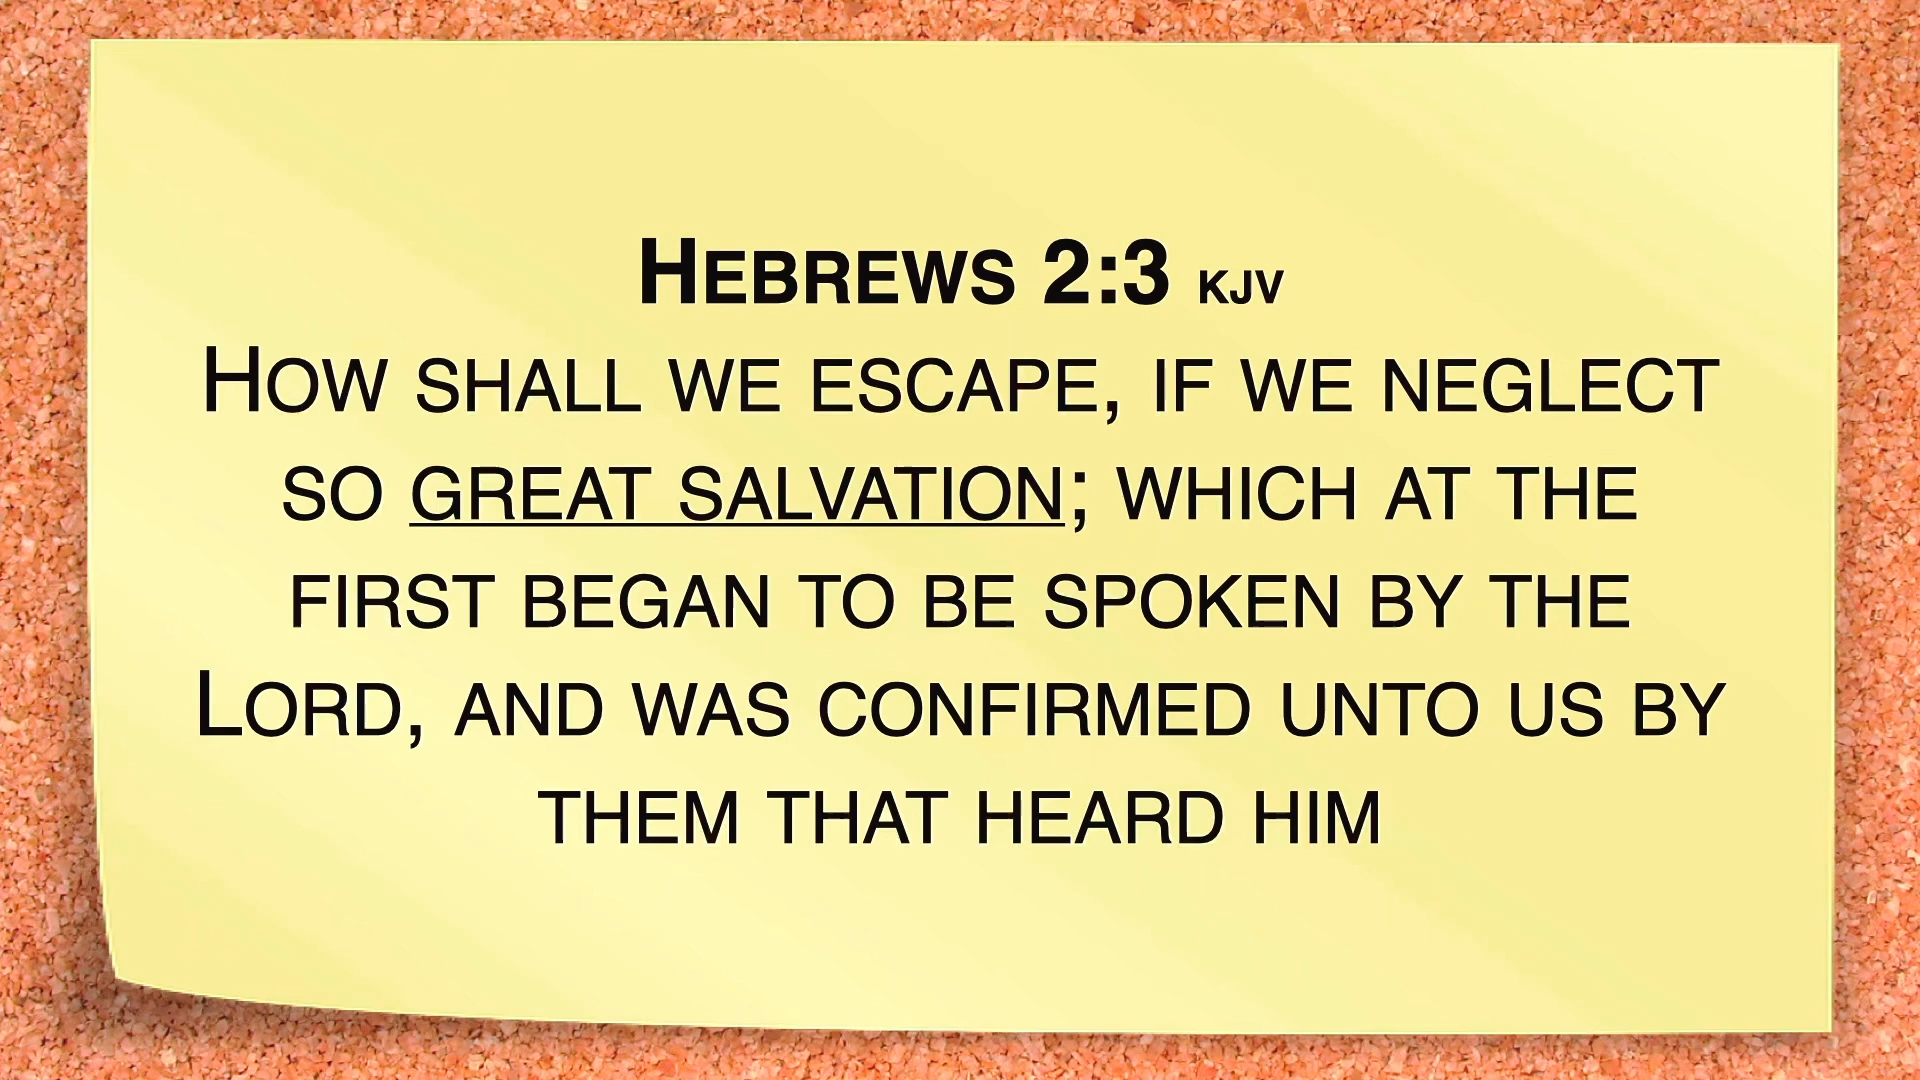 Hebrews 2:3 KJV
How shall we escape, if we neglect
so great salvation; which at the
first began to be spoken by the
Lord, and was confirmed unto us by
them that heard him